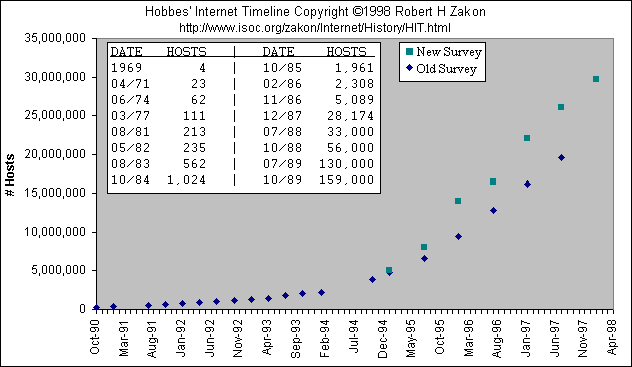 Hobbes' Internet Timeline Copyright ©1998 Robert H Zakon
http://www.isoc.org/zakon/Internet/History/HIT.html
35,000,000
30,000,000
25,000,000
20,000,000
15,000,000
10,000,000
5,000,000
0
# Hosts
DATE HOSTS | DATE HOSTS
1969 4 | 10/85 1,961
04/71 23 | 02/86 2,308
06/74 62 | 11/86 5,089
03/77 111 | 12/87 28,174
08/81 213 | 07/88 33,000
05/82 235 | 10/88 56,000
08/83 562 | 07/89 130,000
10/84 1,024 | 10/89 159,000
New Survey
Old Survey
Oct-90 Mar-91 Aug-91 Jan-92 Jun-92 Nov-92 Apr-93 Sep-93 Feb-94 Jul-94 Dec-94 May-95 Oct-95 Mar-96 Aug-96 Jan-97 Jun-97 Nov-97 Apr-98